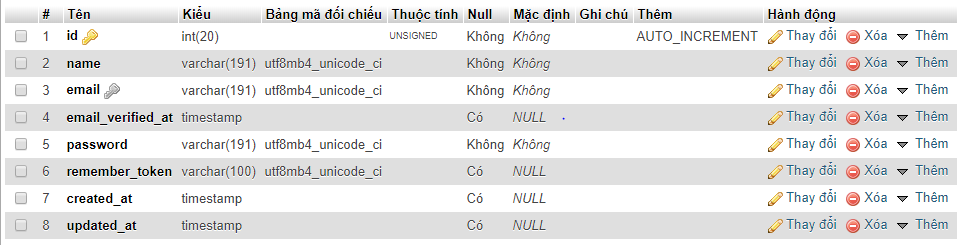 # Tên Kiểu Bảng mã đối chiếu Thuộc tính Null Mặc định Ghi chú Thêm Hành động
1 id int(20) UNSIGNED Không Không AUTO_INCREMENT Thay đổi Xóa Thêm
2 name varchar(191) utf8mb4_unicode_ci Không Không Thay đổi Xóa Thêm
3 email varchar(191) utf8mb4_unicode_ci Không Không Thay đổi Xóa Thêm
4 email_verified_at timestamp Có NULL Thay đổi Xóa Thêm
5 password varchar(191) utf8mb4_unicode_ci Không Không Thay đổi Xóa Thêm
6 remember_token varchar(100) utf8mb4_unicode_ci Có NULL Thay đổi Xóa Thêm
7 created_at timestamp Có NULL Thay đổi Xóa Thêm
8 updated_at timestamp Có NULL Thay đổi Xóa Thêm